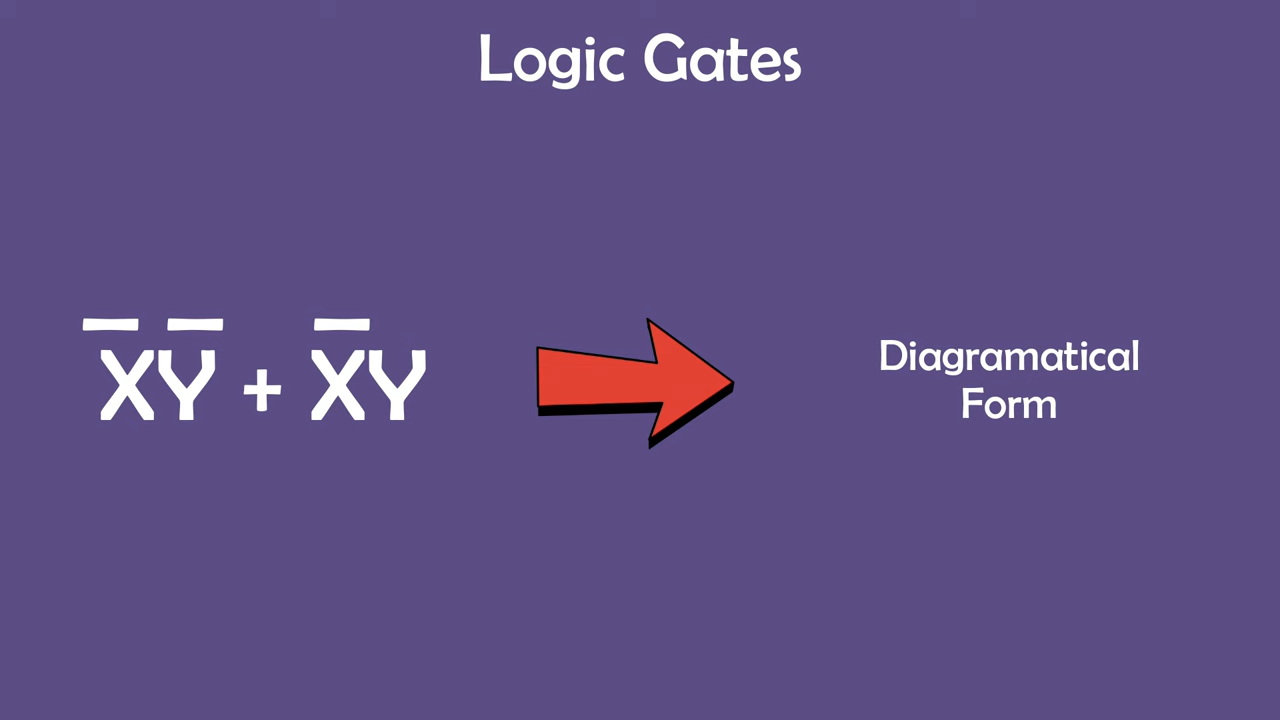 Logic Gates
X̅Y̅ + X̅Y
Diagramatical
Form